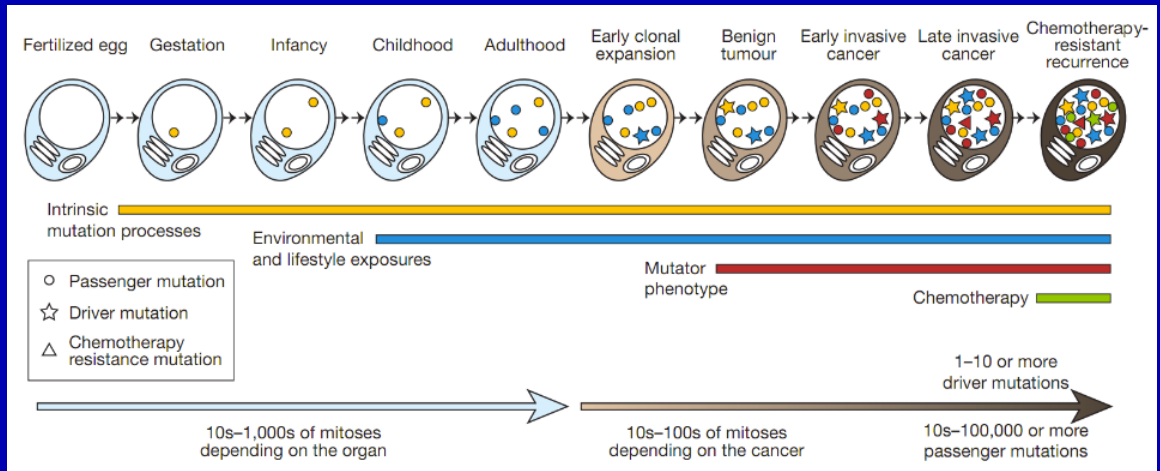 Fertilized egg
Gestation
Infancy
Childhood
Adulthood
Early clonal
expansion
Benign
tumour
Early invasive
cancer
Late invasive
cancer
Chemotherapy-
resistant
recurrence
Intrinsic
mutation processes
Environmental
and lifestyle exposures
Mutator
phenotype
Chemotherapy
Passenger mutation
Driver mutation
Chemotherapy
resistance mutation
1–10 or more
driver mutations
10s–1,000s of mitoses
depending on the organ
10s–100s of mitoses
depending on the cancer
10s–100,000 or more
passenger mutations